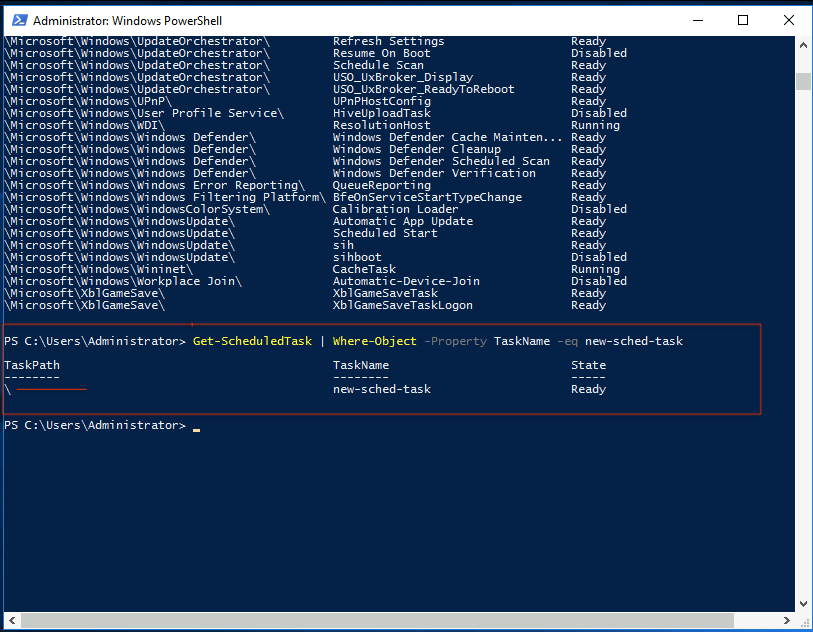 Administrator: Windows PowerShell
\Microsoft\Windows\UpdateOrchestrator\ Refresh Settings Ready
\Microsoft\Windows\UpdateOrchestrator\ Resume On Boot Disabled
\Microsoft\Windows\UpdateOrchestrator\ Schedule Scan Ready
\Microsoft\Windows\UpdateOrchestrator\ USO_UxBroker_Display Ready
\Microsoft\Windows\UpdateOrchestrator\ USO_UxBroker_ReadyToReboot Ready
\Microsoft\Windows\UPnP\ UPnPHostConfig Ready
\Microsoft\Windows\User Profile Service\ HiveUploadTask Disabled
\Microsoft\Windows\WDI\ ResolutionHost Running
\Microsoft\Windows\Windows Defender\ Windows Defender Cache Mainten... Ready
\Microsoft\Windows\Windows Defender\ Windows Defender Cleanup Ready
\Microsoft\Windows\Windows Defender\ Windows Defender Scheduled Scan Ready
\Microsoft\Windows\Windows Defender\ Windows Defender Verification Ready
\Microsoft\Windows\Windows Error Reporting\ QueueReporting Ready
\Microsoft\Windows\Windows Filtering Platform\ BfeOnServiceStartTypeChange Ready
\Microsoft\Windows\WindowsColorSystem\ Calibration Loader Disabled
\Microsoft\Windows\WindowsUpdate\ Automatic App Update Ready
\Microsoft\Windows\WindowsUpdate\ Scheduled Start Ready
\Microsoft\Windows\WindowsUpdate\ sih Ready
\Microsoft\Windows\WindowsUpdate\ sihboot Disabled
\Microsoft\Windows\Wininet\ CacheTask Running
\Microsoft\Windows\Workplace Join\ Automatic-Device-Join Disabled
\Microsoft\XblGameSave\ XblGameSaveTask Ready
\Microsoft\XblGameSave\ XblGameSaveTaskLogon Ready
PS C:\Users\Administrator> Get-ScheduledTask | Where-Object -Property TaskName -eq new-sched-task
TaskPath TaskName State
-------- -------- -----
\ new-sched-task Ready
PS C:\Users\Administrator> _